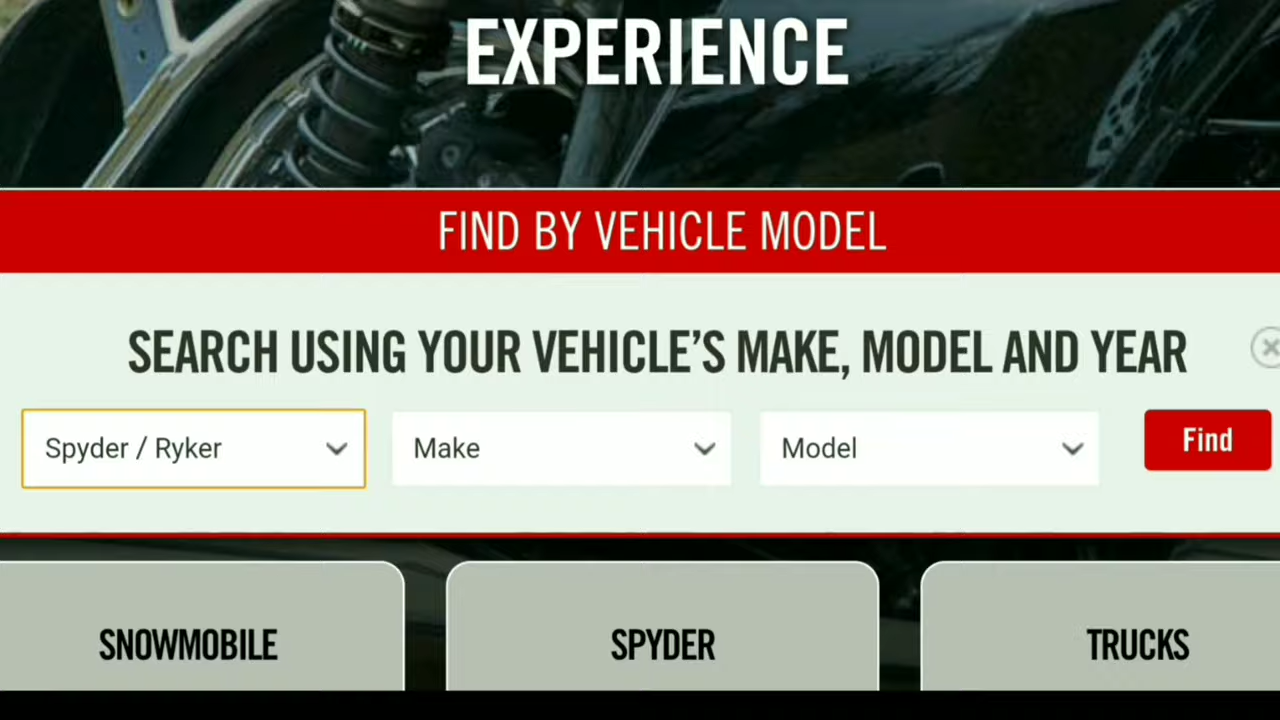 EXPERIENCE
FIND BY VEHICLE MODEL
SEARCH USING YOUR VEHICLE’S MAKE, MODEL AND YEAR
Spyder / Ryker
Make
Model
Find
SNOWMOBILE
SPYDER
TRUCKS